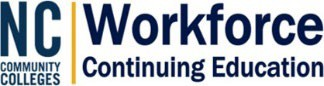 NC
COMMUNITY
COLLEGES
Workforce
Continuing Education